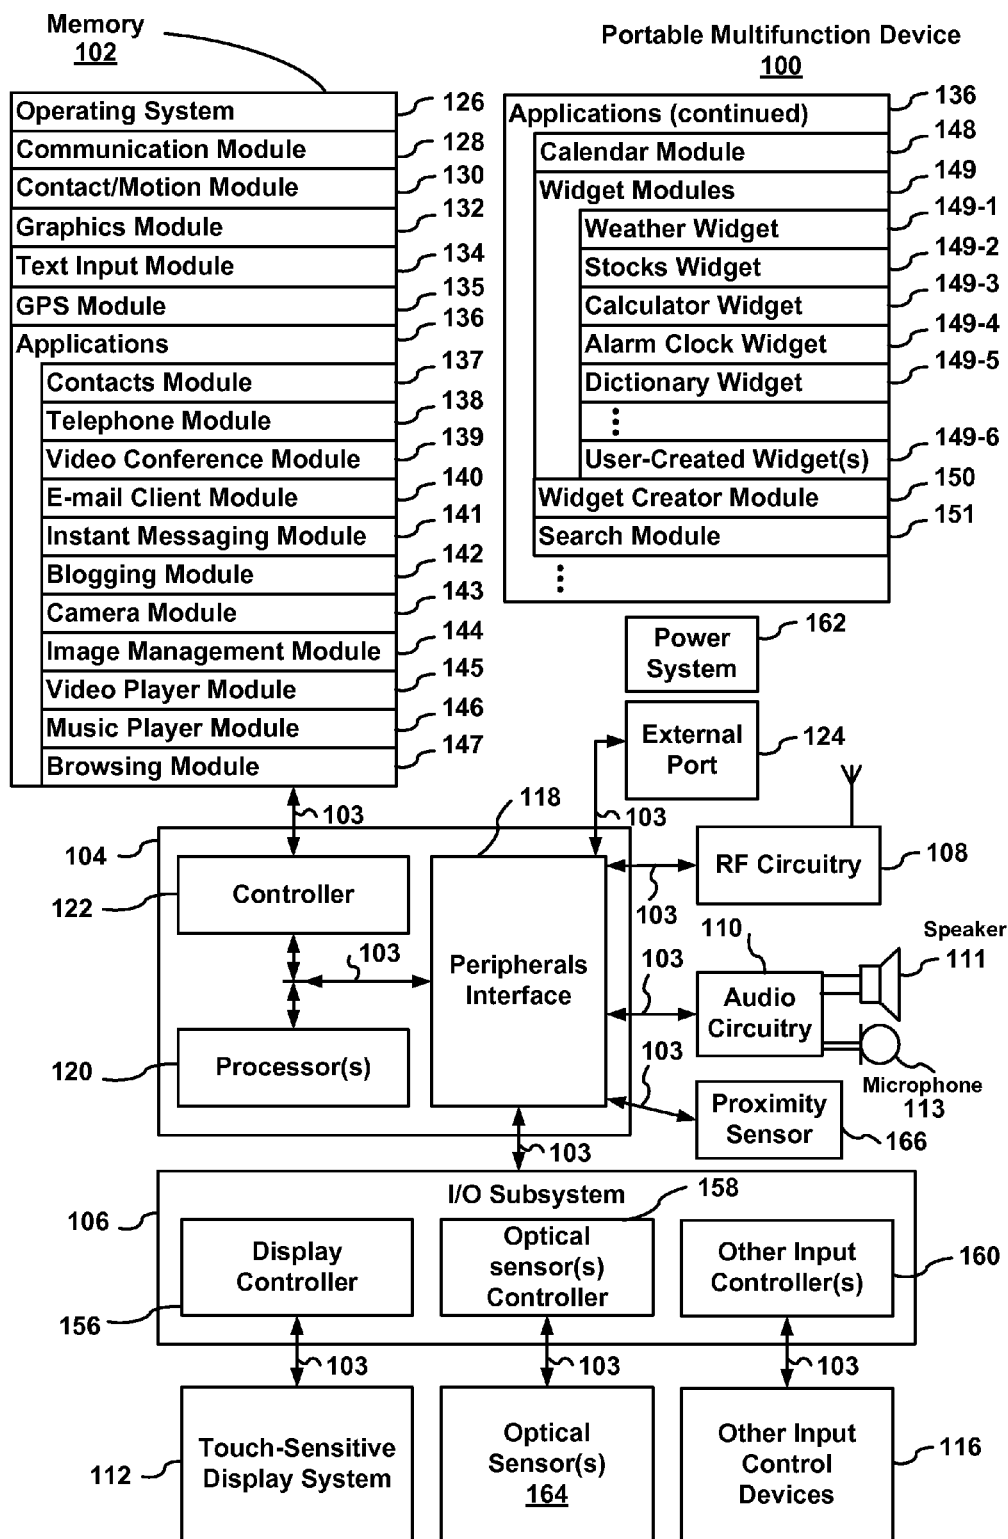 Memory
102
Operating System
126
Communication Module
128
Contact/Motion Module
130
Graphics Module
132
Text Input Module
134
GPS Module
135
Applications
136
Contacts Module
137
Telephone Module
138
Video Conference Module
139
E-mail Client Module
140
Instant Messaging Module
141
Blogging Module
142
Camera Module
143
Image Management Module
144
Video Player Module
145
Music Player Module
146
Browsing Module
147
Portable Multifunction Device
100
Applications (continued)
136
Calendar Module
148
Widget Modules
149
Weather Widget
149-1
Stocks Widget
149-2
Calculator Widget
149-3
Alarm Clock Widget
149-4
Dictionary Widget
149-5
User-Created Widget(s)
149-6
Widget Creator Module
150
Search Module
151
Power
System
162
External
Port
124
103
103
118
104
Controller
122
103
Peripherals
Interface
Processor(s)
120
RF Circuitry
108
103
110
Speaker
111
103
Audio
Circuitry
Microphone
113
103
Proximity
Sensor
166
103
I/O Subsystem
106
158
Display
Controller
156
Optical
sensor(s)
Controller
Other Input
Controller(s)
160
103
103
103
Touch-Sensitive
Display System
112
Optical
Sensor(s)
164
Other Input
Control
Devices
116